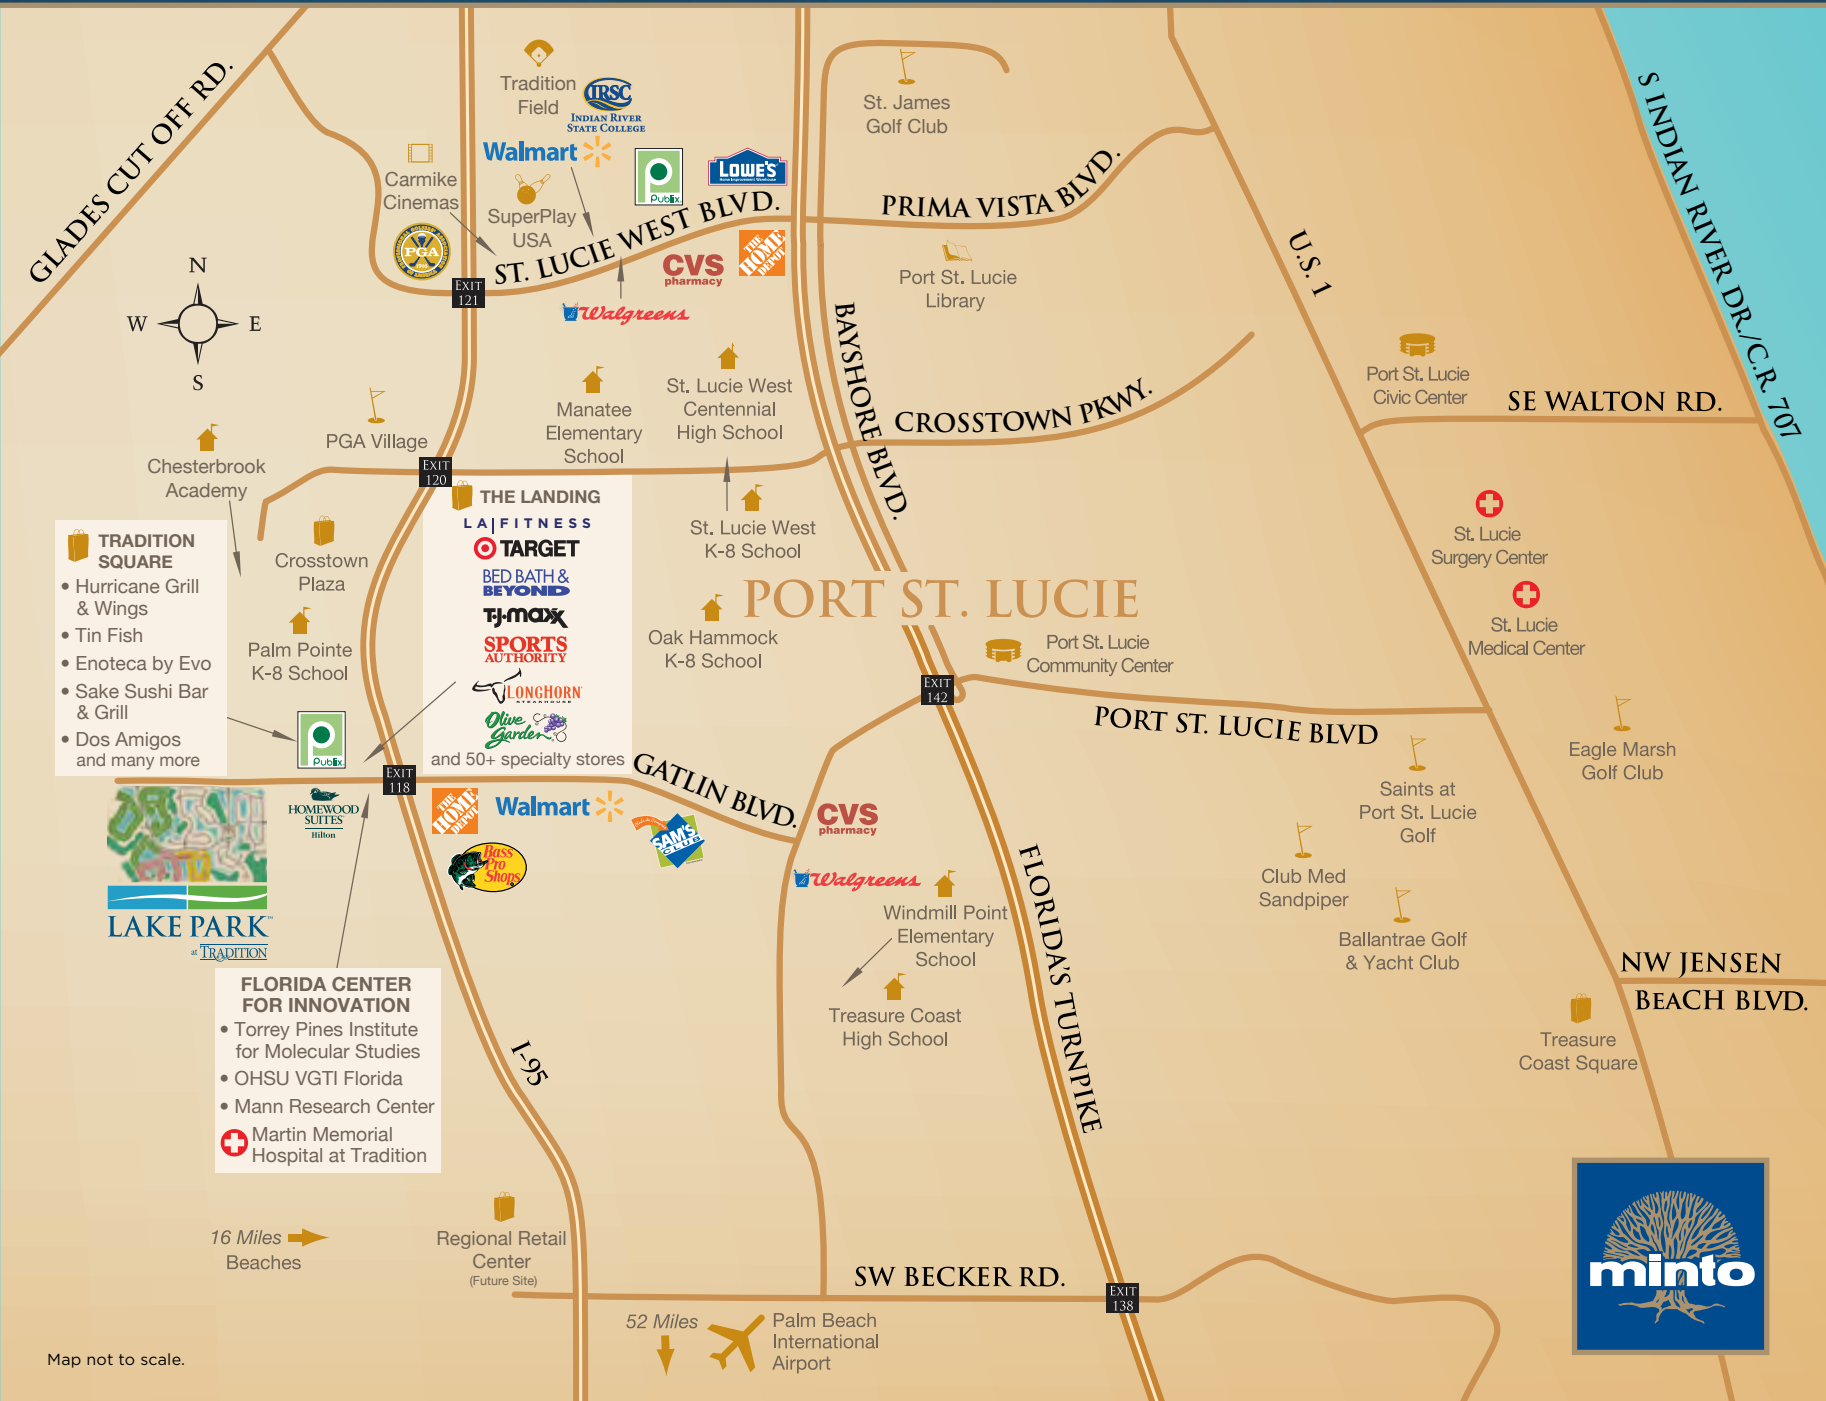 GLADES CUT OFF RD.
Tradition
Field
IRSC
INDIAN RIVER
STATE COLLEGE
Walmart
Publix
LOWE'S
Home Improvement Warehouse
Carmike
Cinemas
SuperPlay
USA
PGA
ST. LUCIE WEST BLVD.
EXIT
121
CVS
pharmacy
THE
HOME
DEPOT
Walgreens
St. James
Golf Club
PRIMA VISTA BLVD.
Port St. Lucie
Library
U.S. 1
S INDIAN RIVER DR./C.R. 707
N
W
E
S
BAYSHORE BLVD.
CROSSTOWN PKWY.
Port St. Lucie
Civic Center
SE WALTON RD.
PGA Village
Manatee
Elementary
School
St. Lucie West
Centennial
High School
Chesterbrook
Academy
EXIT
120
St. Lucie West
K-8 School
Crosstown
Plaza
TRADITION
SQUARE
• Hurricane Grill
& Wings
• Tin Fish
• Enoteca by Evo
• Sake Sushi Bar
& Grill
• Dos Amigos
and many more
Palm Pointe
K-8 School
Publix
THE LANDING
LA|FITNESS
TARGET
BED BATH &
BEYOND
T·J·maxx
SPORTS
AUTHORITY
LONGHORN
STEAKHOUSE
Olive
Garden
and 50+ specialty stores
Oak Hammock
K-8 School
PORT ST. LUCIE
St. Lucie
Surgery Center
St. Lucie
Medical Center
Port St. Lucie
Community Center
EXIT
142
PORT ST. LUCIE BLVD
Eagle Marsh
Golf Club
Saints at
Port St. Lucie
Golf
Club Med
Sandpiper
Ballantrae Golf
& Yacht Club
EXIT
118
GATLIN BLVD.
HOMEWOOD
SUITES
Hilton
THE
HOME
DEPOT
Walmart
SAM'S
CLUB
Bass
Pro
Shops
CVS
pharmacy
Walgreens
Windmill Point
Elementary
School
Treasure Coast
High School
FLORIDA'S TURNPIKE
LAKE PARK™
at TRADITION
FLORIDA CENTER
FOR INNOVATION
• Torrey Pines Institute
for Molecular Studies
• OHSU VGTI Florida
• Mann Research Center
Martin Memorial
Hospital at Tradition
I-95
NW JENSEN
BEACH BLVD.
Treasure
Coast Square
16 Miles
Beaches
Regional Retail
Center
(Future Site)
SW BECKER RD.
EXIT
138
52 Miles
Palm Beach
International
Airport
minto
Map not to scale.